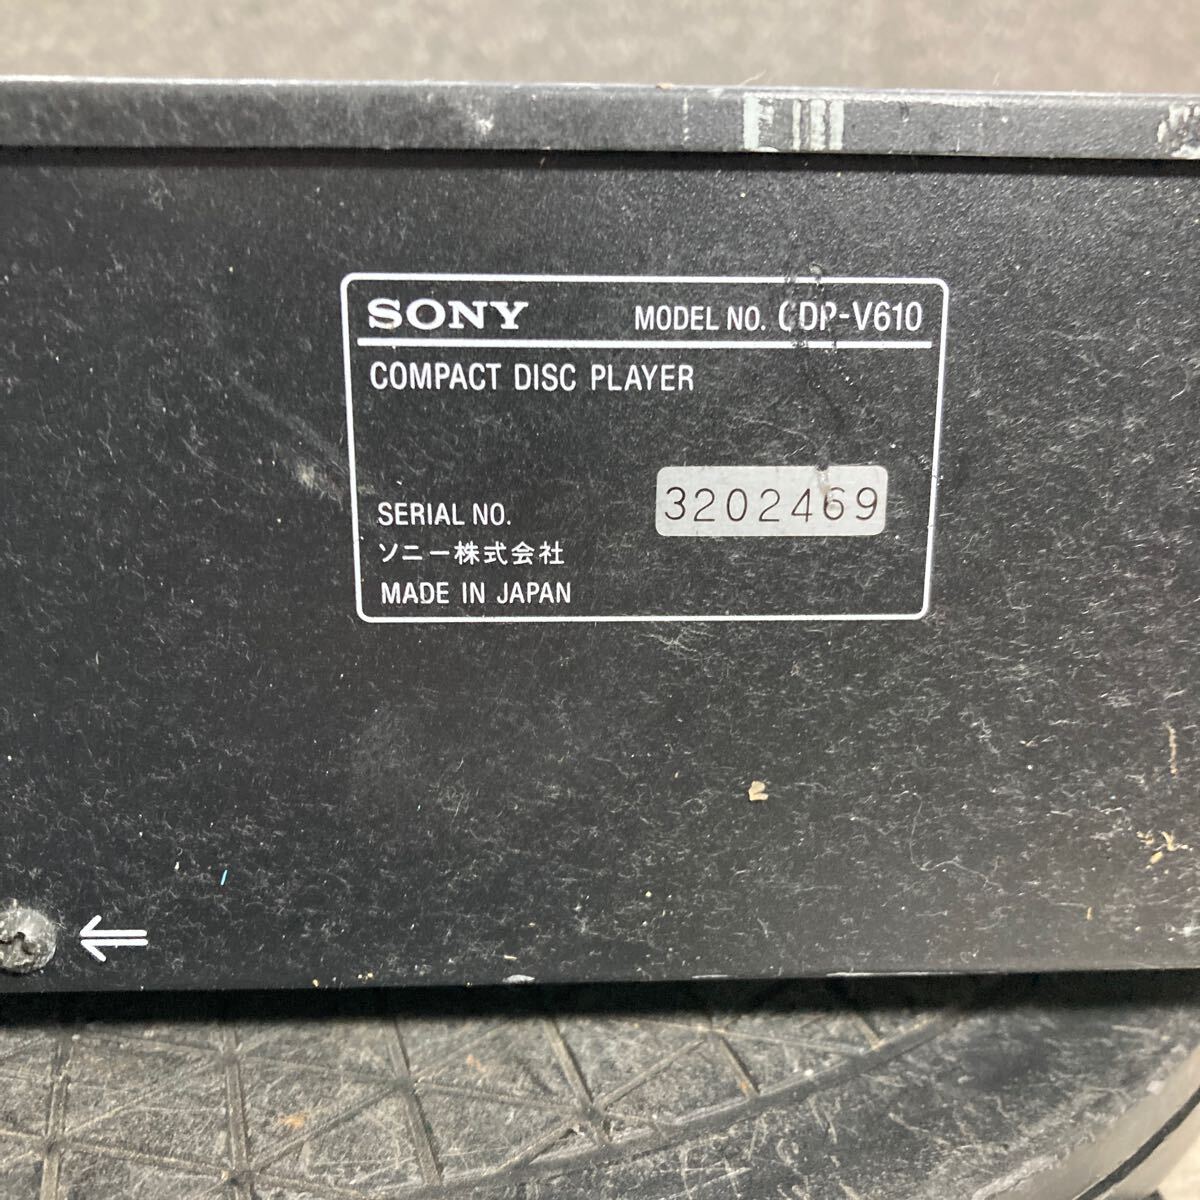 SONY MODEL NO. CDP-V610
COMPACT DISC PLAYER
SERIAL NO. 3202469
ソニー株式会社
MADE IN JAPAN